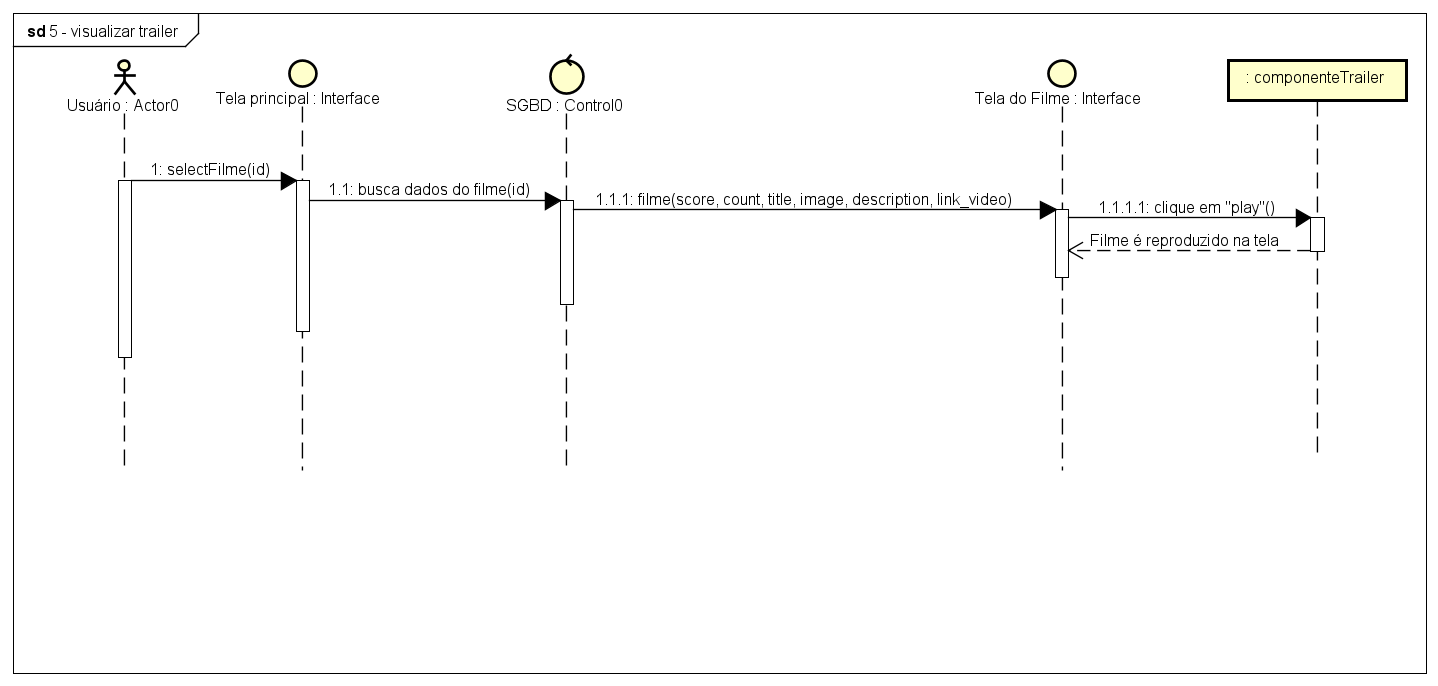 sd 5 - visualizar trailer
Usuário : Actor0
Tela principal : Interface
SGBD : Control0
Tela do Filme : Interface
: componenteTrailer
1: selectFilme(id)
1.1: busca dados do filme(id)
1.1.1: filme(score, count, title, image, description, link_video)
1.1.1.1: clique em "play"()
Filme é reproduzido na tela